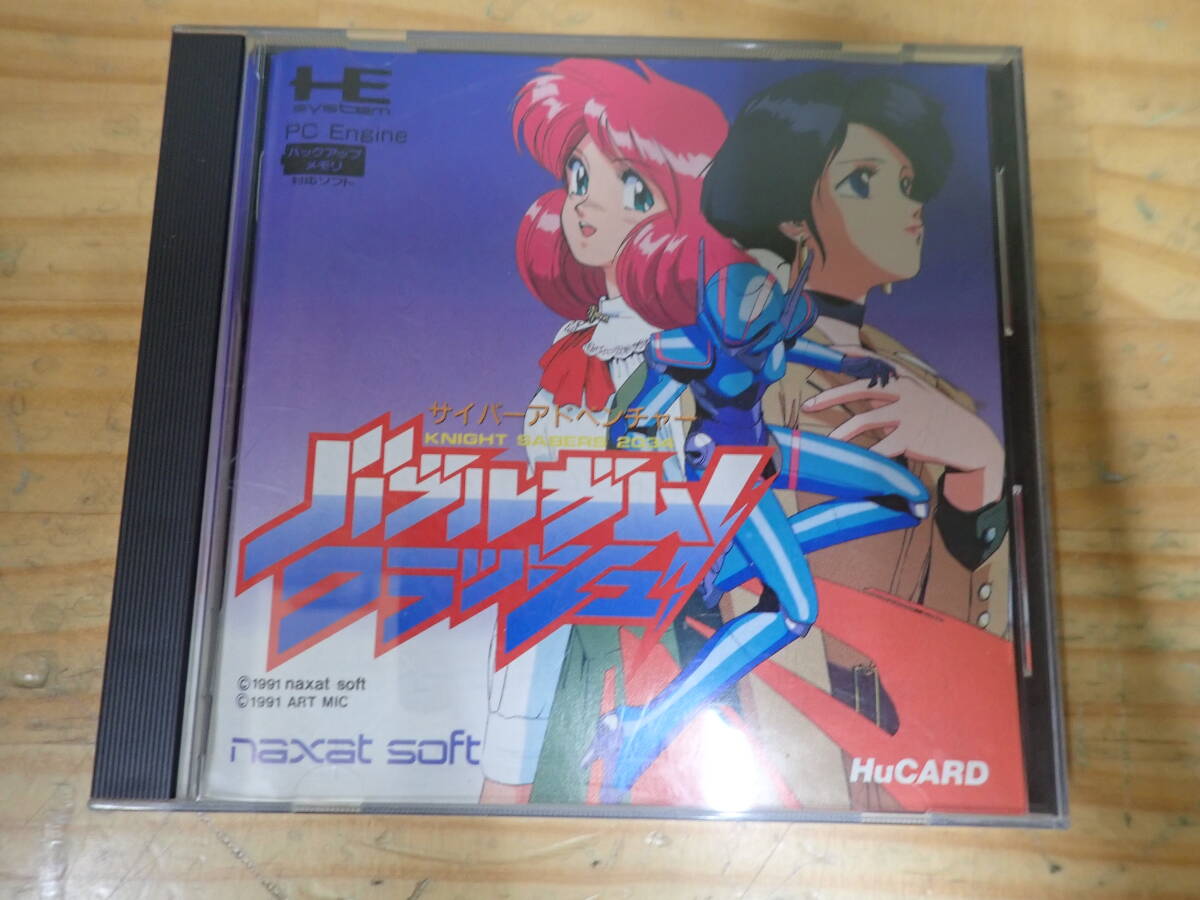 HE
system
PC Engine
バックアップ
メモリ
対応ソフト
サイバーアドベンチャー
KNIGHT SABERS 2034
バブルガム
クラッシュ!
©1991 naxat soft
©1991 ART MIC
naxat soft
HuCARD